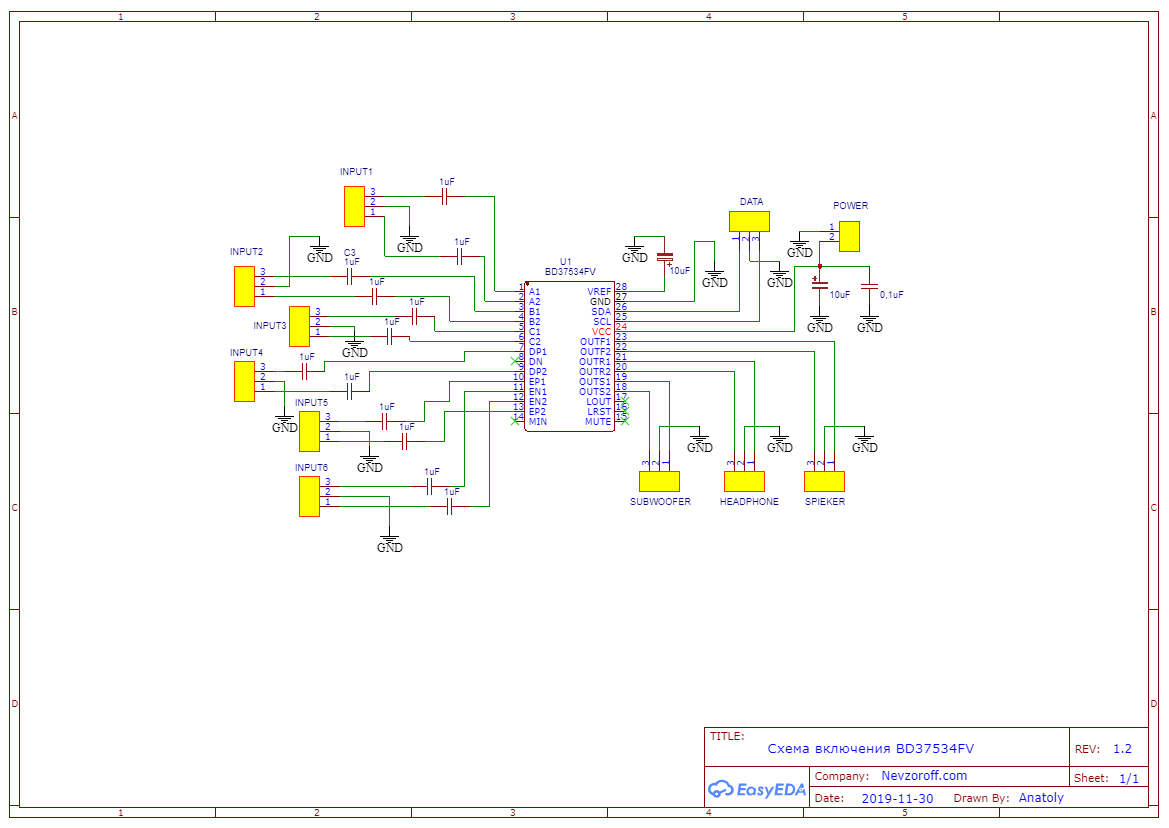 1 2 3 4 5
A A
B B
C C
D D
INPUT1
3
2
1
1uF
GND
1uF
INPUT2
3
2
1
GND
C3
1uF
1uF
INPUT3
3
2
1
1uF
1uF
GND
INPUT4
3
2
1
1uF
1uF
GND
INPUT5
3
2
1
1uF
1uF
GND
INPUT6
3
2
1
1uF
1uF
GND
U1
BD37534FV
1 A1 VREF 28
2 A2 GND 27
3 B1 SDA 26
4 B2 SCL 25
5 C1 VCC 24
6 C2 OUTF1 23
7 DP1 OUTF2 22
8 DN OUTR1 21
9 DP2 OUTR2 20
10 EP1 OUTS1 19
11 EN1 OUTS2 18
12 EN2 LOUT 17
13 EP2 LRST 16
14 MIN MUTE 15
GND
+
10uF
GND
DATA
1 2 3
GND
POWER
1
2
GND
+
10uF
0,1uF
GND
GND
GND
3 2 1
SUBWOOFER
GND
3 2 1
HEADPHONE
GND
3 2 1
SPIEKER
TITLE:
Схема включения BD37534FV
REV: 1.2
EasyEDA
Company: Nevzoroff.com
Sheet: 1/1
Date: 2019-11-30 Drawn By: Anatoly
1 2 3 4 5